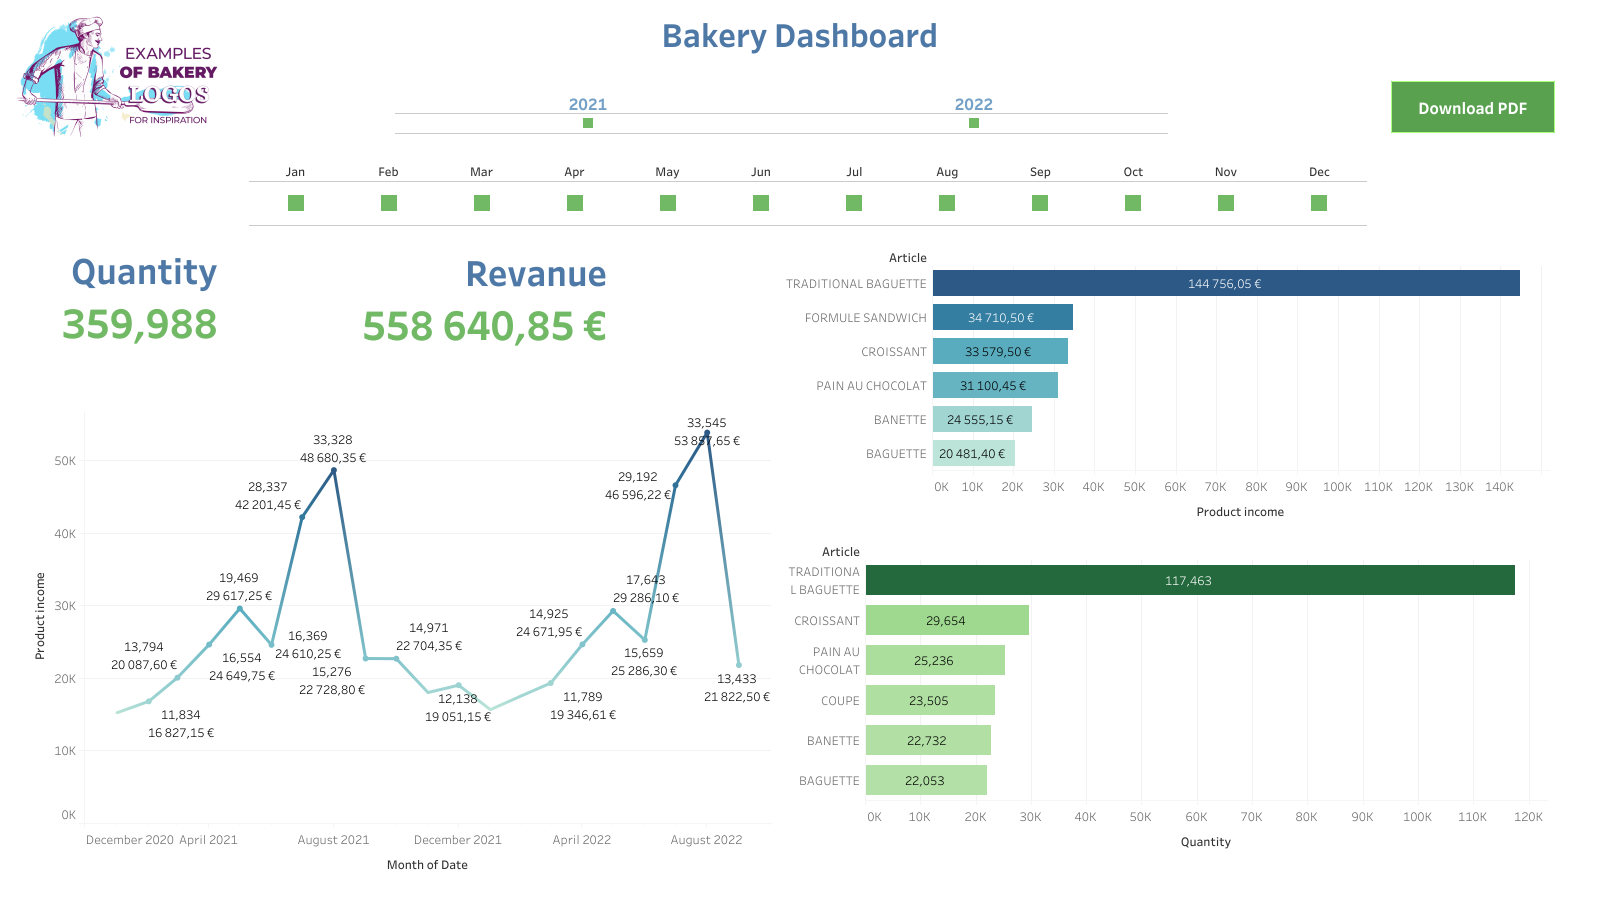 EXAMPLES
OF BAKERY
LOGOS
FOR INSPIRATION
Bakery Dashboard
Download PDF
2021 2022
Jan Feb Mar Apr May Jun Jul Aug Sep Oct Nov Dec
Quantity
359,988
Revanue
558 640,85 €
Product income
50K
40K
30K
20K
10K
0K
13,794
20 087,60 €
11,834
16 827,15 €
19,469
29 617,25 €
16,554
24 649,75 €
28,337
42 201,45 €
33,328
48 680,35 €
16,369
24 610,25 €
15,276
22 728,80 €
14,971
22 704,35 €
12,138
19 051,15 €
14,925
24 671,95 €
11,789
19 346,61 €
17,643
29 286,10 €
15,659
25 286,30 €
29,192
46 596,22 €
33,545
13,433
21 822,50 €
December 2020 April 2021 August 2021 December 2021 April 2022 August 2022
Month of Date
Article
TRADITIONAL BAGUETTE 144 756,05 €
FORMULE SANDWICH 34 710,50 €
CROISSANT 33 579,50 €
PAIN AU CHOCOLAT 31 100,45 €
BANETTE 24 555,15 €
BAGUETTE 20 481,40 €
0K 10K 20K 30K 40K 50K 60K 70K 80K 90K 100K 110K 120K 130K 140K
Product income
Article
TRADITIONA
L BAGUETTE
117,463
CROISSANT 29,654
PAIN AU
CHOCOLAT
25,236
COUPE 23,505
BANETTE 22,732
BAGUETTE 22,053
0K 10K 20K 30K 40K 50K 60K 70K 80K 90K 100K 110K 120K
Quantity